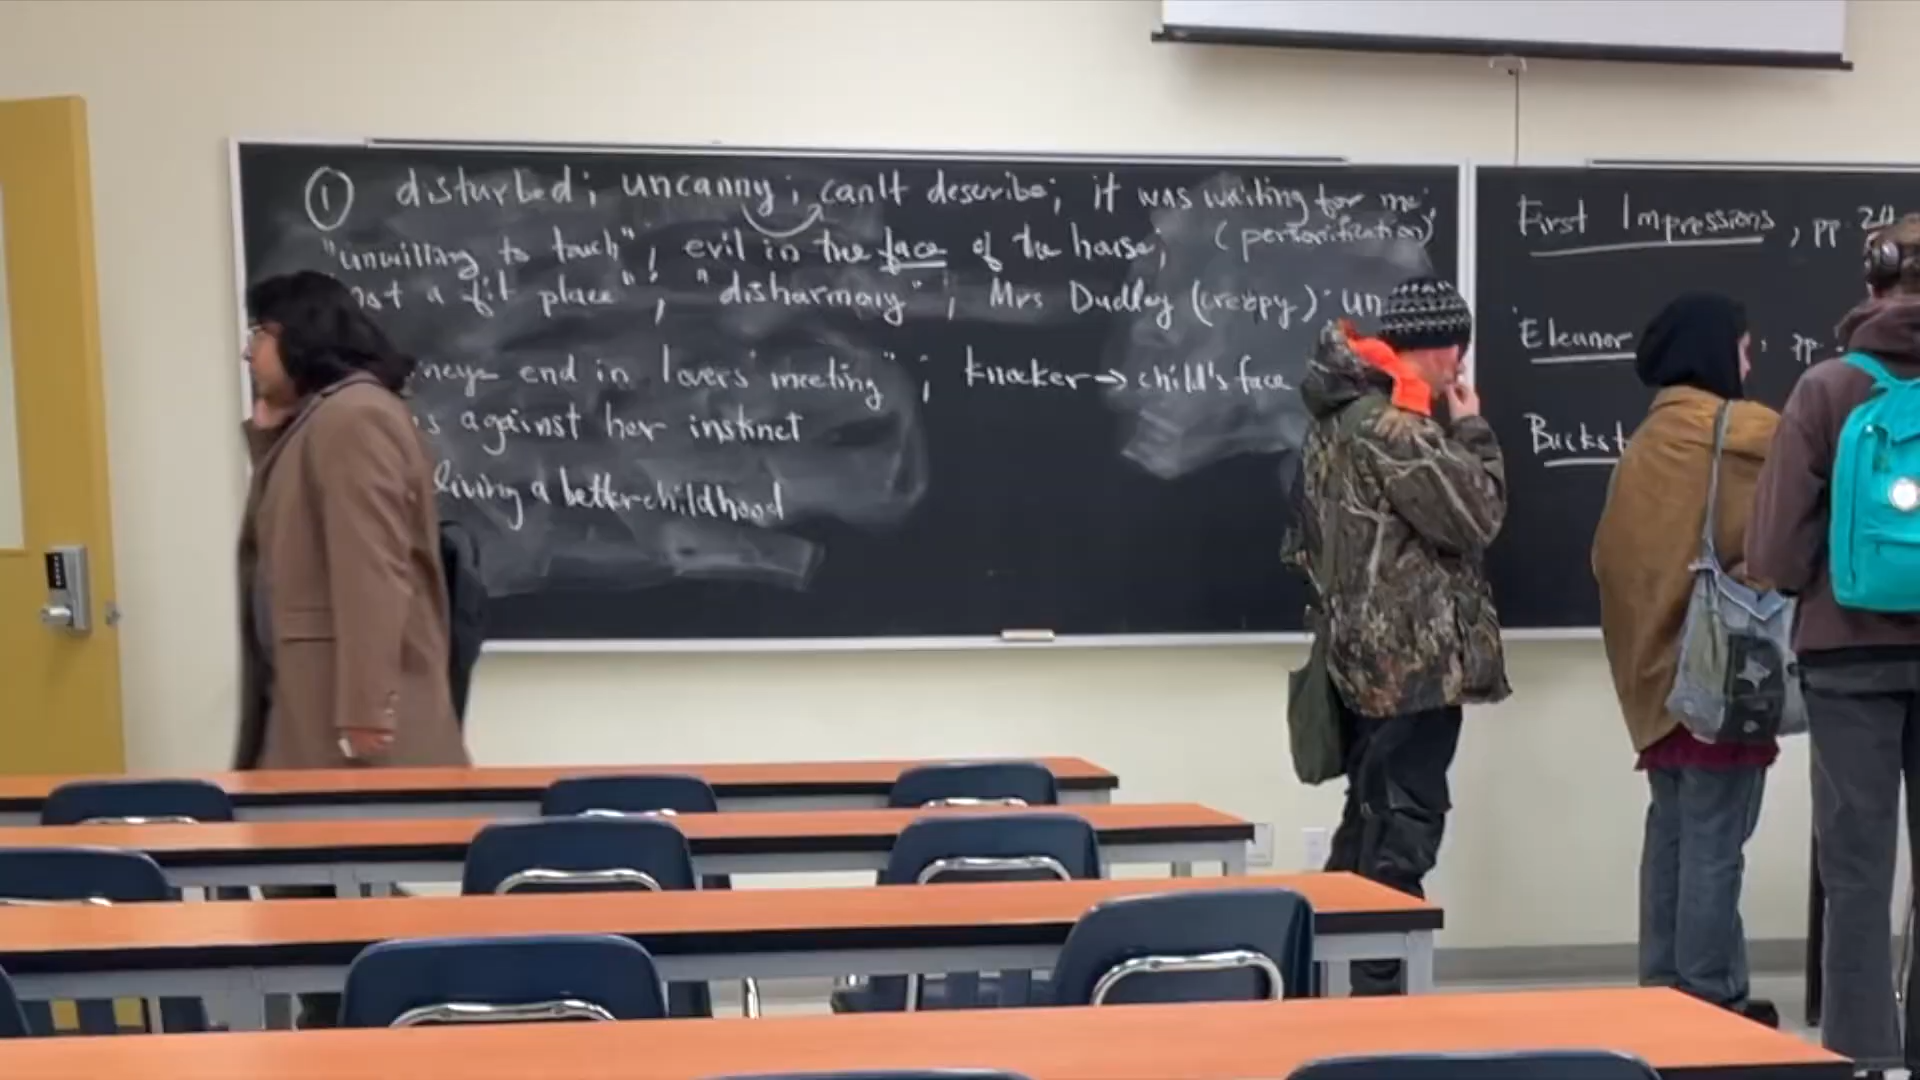 ① disturbed; uncanny; can't describe; it was waiting for me;
"unwilling to touch"; evil in the face of the house; (personification)
not a fit place"; "disharmony"; Mrs Dudley (creepy)
end in lovers' meeting"; knocker → child's face
against her instinct
living a better childhood
First Impressions, pp.
Eleanor pp.